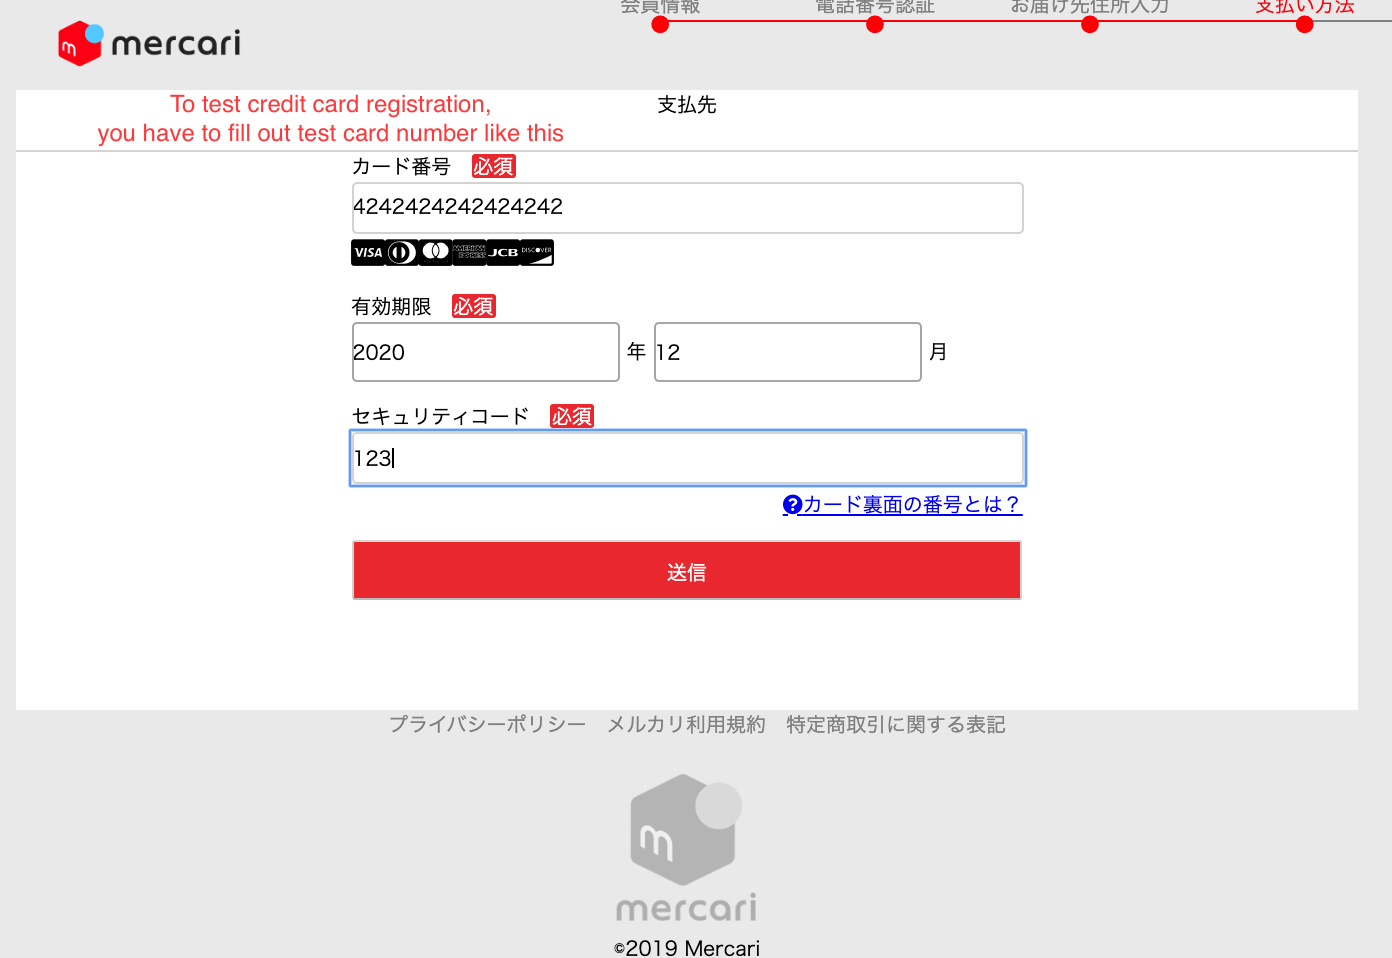 会員情報 電話番号認証 お届け先住所入力 支払い方法
mercari
To test credit card registration,
you have to fill out test card number like this
支払先
カード番号 必須
4242424242424242
VISA AMERICAN EXPRESS JCB DISCOVER
有効期限 必須
2020 年 12 月
セキュリティコード 必須
123
?カード裏面の番号とは？
送信
プライバシーポリシー メルカリ利用規約 特定商取引に関する表記
mercari
©2019 Mercari